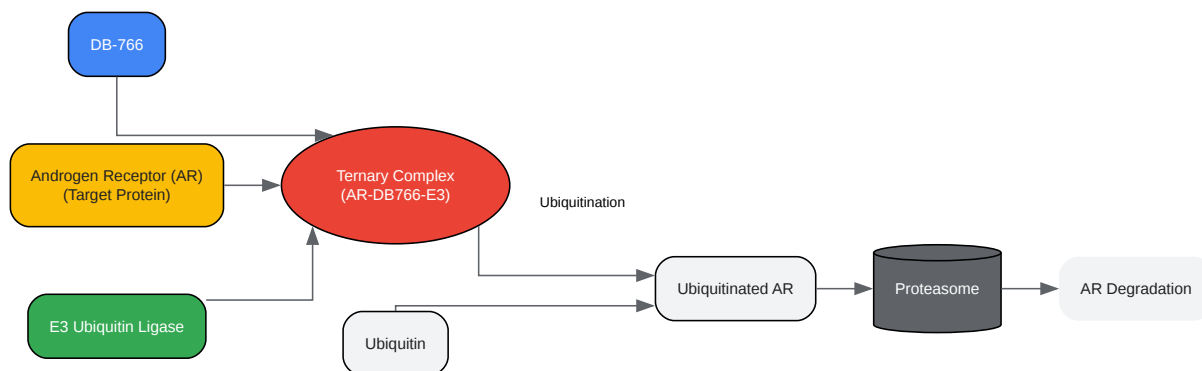 DB-766
Androgen Receptor (AR)
(Target Protein)
Ternary Complex
(AR-DB766-E3)
Ubiquitination
E3 Ubiquitin Ligase
Ubiquitin
Ubiquitinated AR
Proteasome
AR Degradation